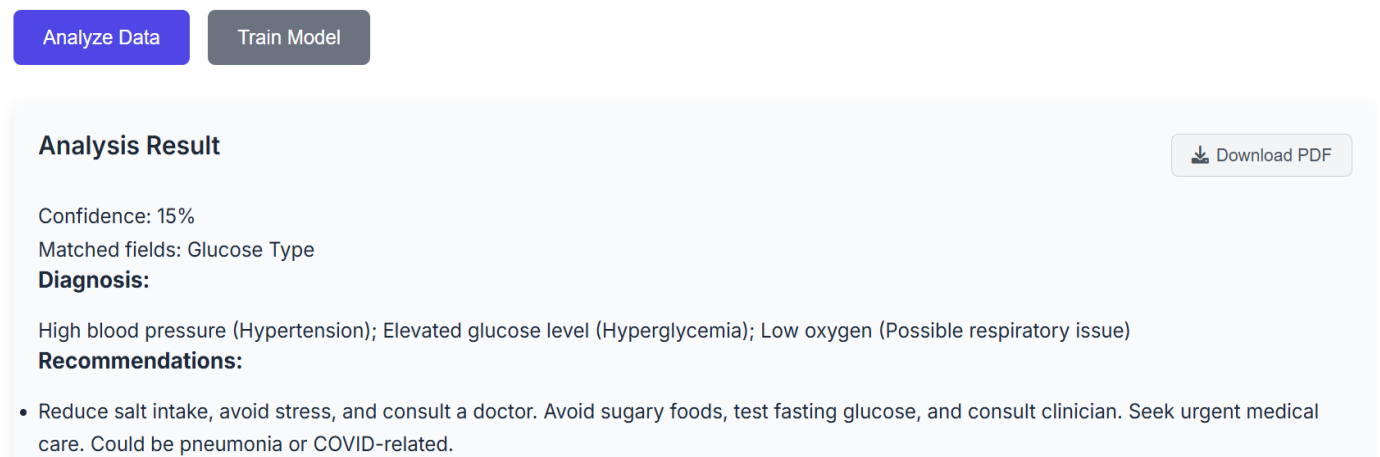 Analyze Data
Train Model
Analysis Result
Download PDF
Confidence: 15%
Matched fields: Glucose Type
Diagnosis:
High blood pressure (Hypertension); Elevated glucose level (Hyperglycemia); Low oxygen (Possible respiratory issue)
Recommendations:
• Reduce salt intake, avoid stress, and consult a doctor. Avoid sugary foods, test fasting glucose, and consult clinician. Seek urgent medical
care. Could be pneumonia or COVID-related.